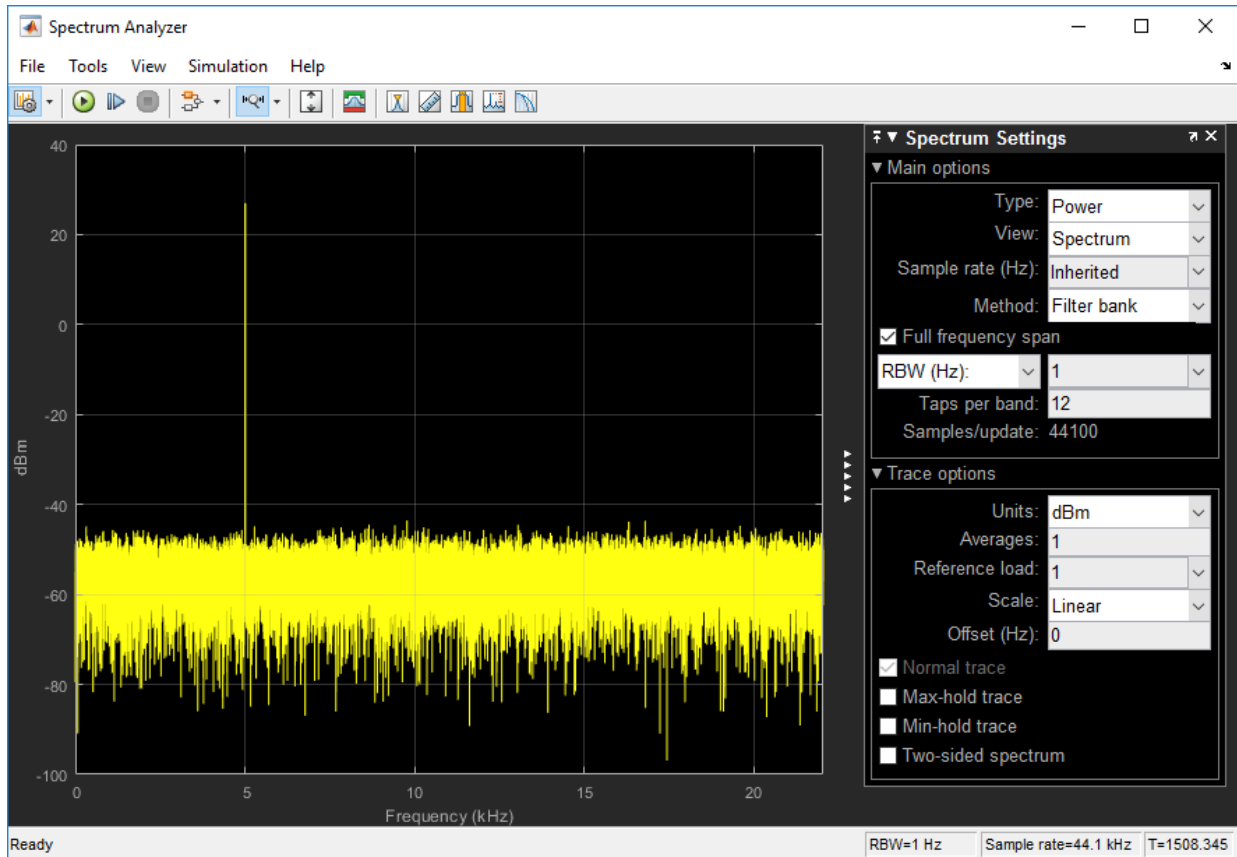 Spectrum Analyzer
File Tools View Simulation Help
40
20
0
-20
-40
-60
-80
-100
dBm
0 5 10 15 20
Frequency (kHz)
Spectrum Settings
Main options
Type: Power
View: Spectrum
Sample rate (Hz): Inherited
Method: Filter bank
Full frequency span
RBW (Hz): 1
Taps per band: 12
Samples/update: 44100
Trace options
Units: dBm
Averages: 1
Reference load: 1
Scale: Linear
Offset (Hz): 0
Normal trace
Max-hold trace
Min-hold trace
Two-sided spectrum
Ready RBW=1 Hz Sample rate=44.1 kHz T=1508.345